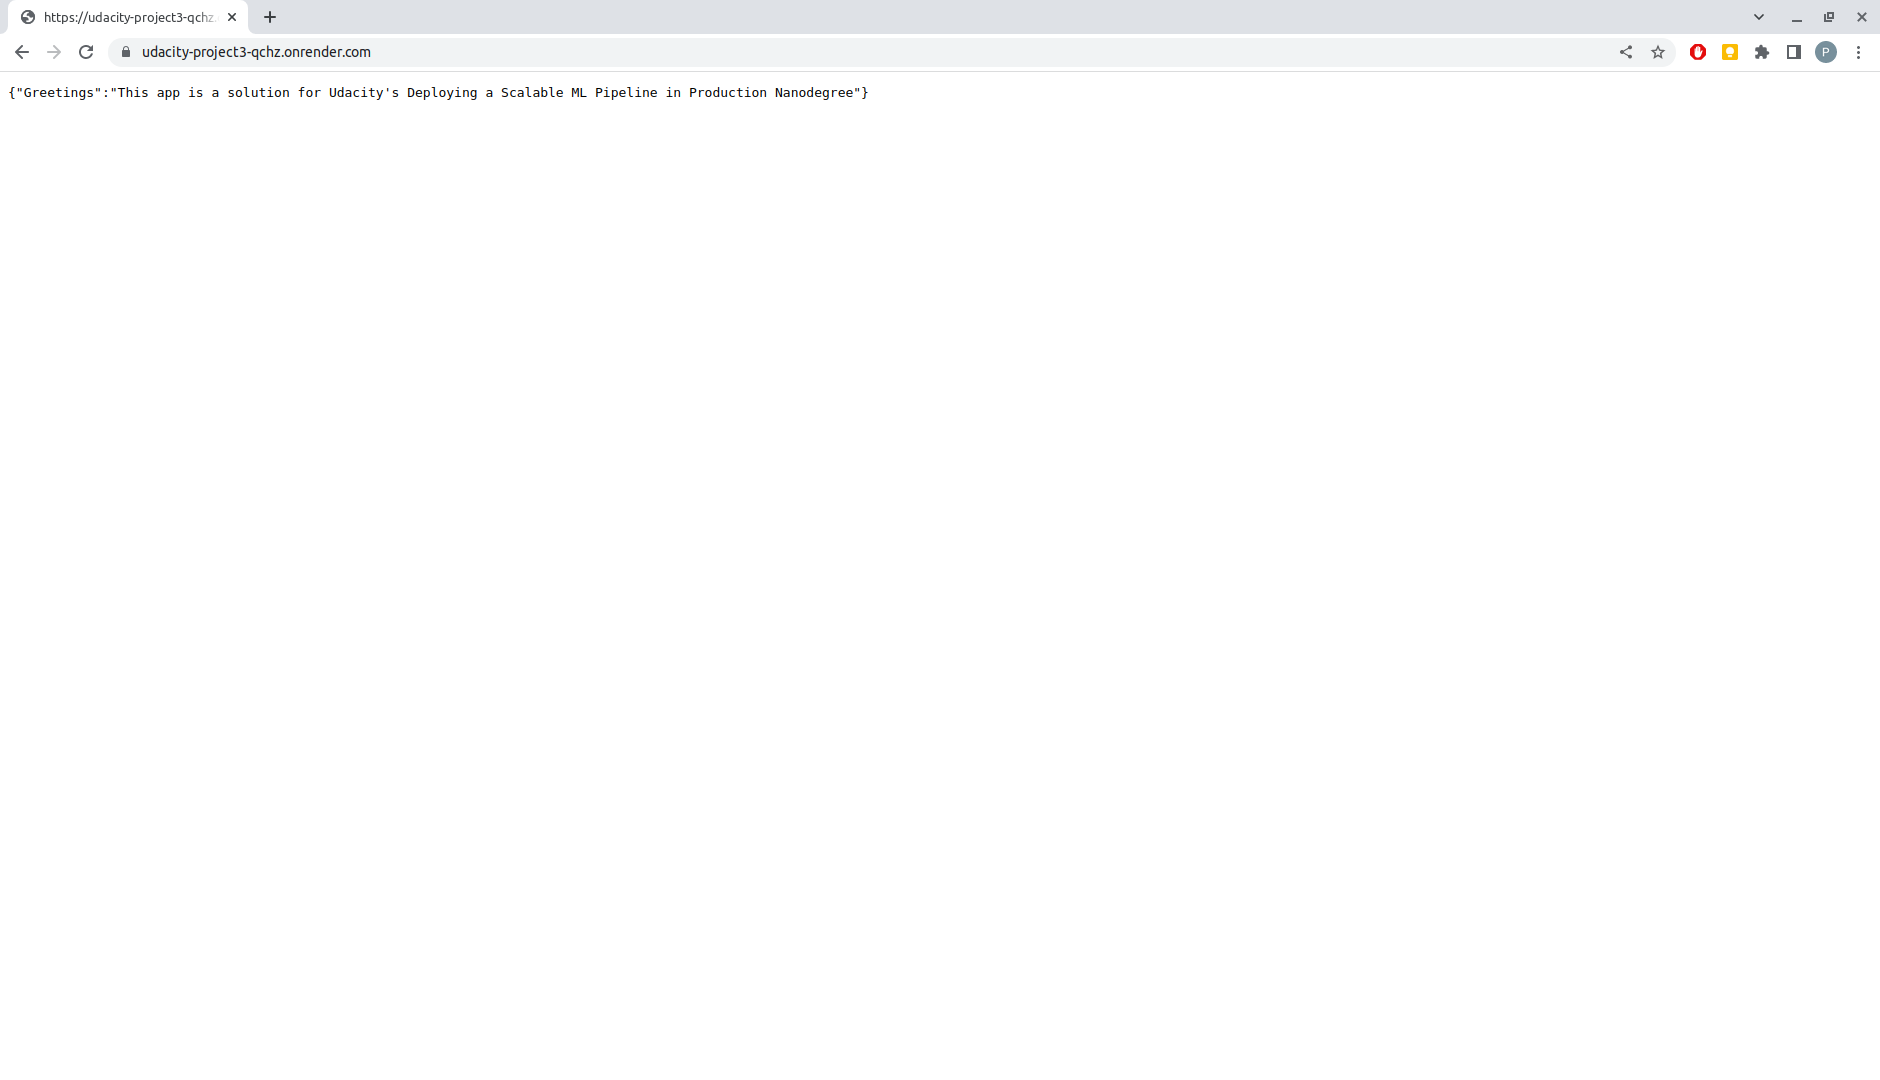 https://udacity-project3-qchz.
udacity-project3-qchz.onrender.com
P
{"Greetings":"This app is a solution for Udacity's Deploying a Scalable ML Pipeline in Production Nanodegree"}